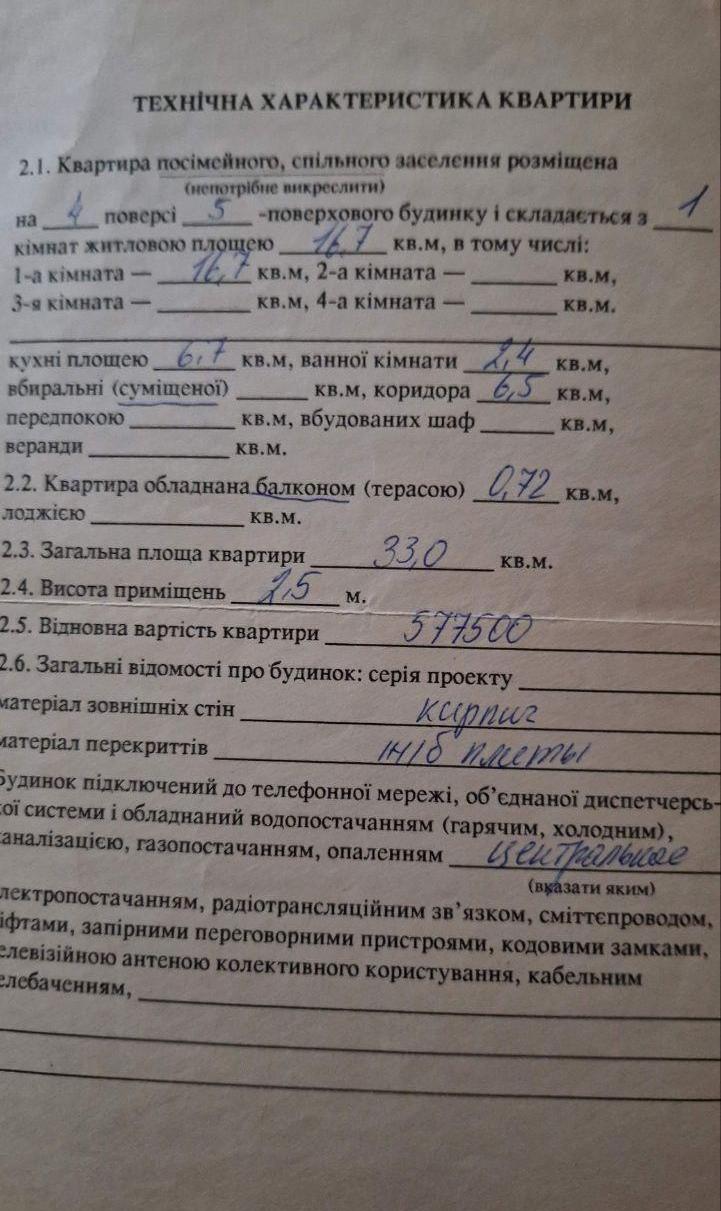 ТЕХНІЧНА ХАРАКТЕРИСТИКА КВАРТИРИ
2.1. Квартира посімейного, спільного заселення розміщена
(непотрібне викреслити)
на 4 поверсі 5 -поверхового будинку і складається з 1
кімнат житловою площею 16,7 кв.м, в тому числі:
1-а кімната — 16,7 кв.м, 2-а кімната — кв.м,
3-я кімната — кв.м, 4-а кімната — кв.м.
кухні площею 6,7 кв.м, ванної кімнати 2,4 кв.м,
вбиральні (суміщеної) кв.м, коридора 6,5 кв.м,
передпокою кв.м, вбудованих шаф кв.м,
веранди кв.м.
2.2. Квартира обладнана балконом (терасою) 0,72 кв.м,
лоджією кв.м.
2.3. Загальна площа квартири 33,0 кв.м.
2.4. Висота приміщень 2,5 м.
2.5. Відновна вартість квартири 577500
2.6. Загальні відомості про будинок: серія проекту
матеріал зовнішніх стін кирпич
матеріал перекриттів ж/б плиты
Будинок підключений до телефонної мережі, об’єднаної диспетчерсь-
кої системи і обладнаний водопостачанням (гарячим, холодним),
каналізацією, газопостачанням, опаленням центральное
(вказати яким)
лектропостачанням, радіотрансляційним зв’язком, сміттєпроводом,
іфтами, запірними переговорними пристроями, кодовими замками,
елевізійною антеною колективного користування, кабельним
елебаченням,